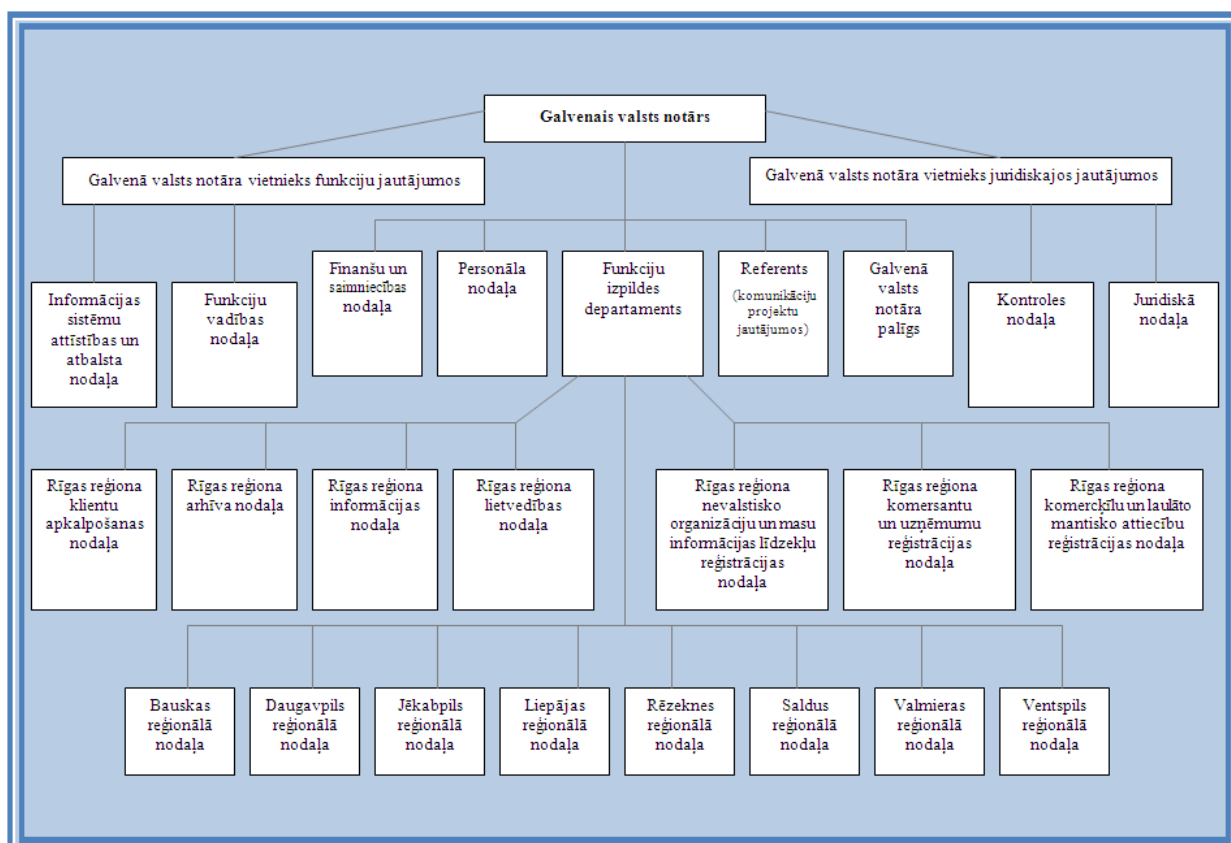 Galvenais valsts notārs
Galvenā valsts notāra vietnieks funkciju jautājumos
Galvenā valsts notāra vietnieks juridiskajos jautājumos
Informācijas
sistēmu
attīstības un
atbalsta
nodaļa
Funkciju
vadības
nodaļa
Finanšu un
saimniecības
nodaļa
Personāla
nodaļa
Funkciju
izpildes
departaments
Referents
(komunikāciju
projektu
jautājumos)
Galvenā
valsts
notāra
palīgs
Kontroles
nodaļa
Juridiskā
nodaļa
Rīgas reģiona
klientu
apkalpošanas
nodaļa
Rīgas reģiona
arhīva nodaļa
Rīgas reģiona
informācijas
nodaļa
Rīgas reģiona
lietvedības
nodaļa
Rīgas reģiona
nevalstisko
organizāciju un masu
informācijas līdzekļu
reģistrācijas
nodaļa
Rīgas reģiona
komersantu
un uzņēmumu
reģistrācijas
nodaļa
Rīgas reģiona
komercķīlu un laulāto
mantisko attiecību
reģistrācijas nodaļa
Bauskas
reģionālā
nodaļa
Daugavpils
reģionālā
nodaļa
Jēkabpils
reģionālā
nodaļa
Liepājas
reģionālā
nodaļa
Rēzeknes
reģionālā
nodaļa
Saldus
reģionālā
nodaļa
Valmieras
reģionālā
nodaļa
Ventspils
reģionālā
nodaļa